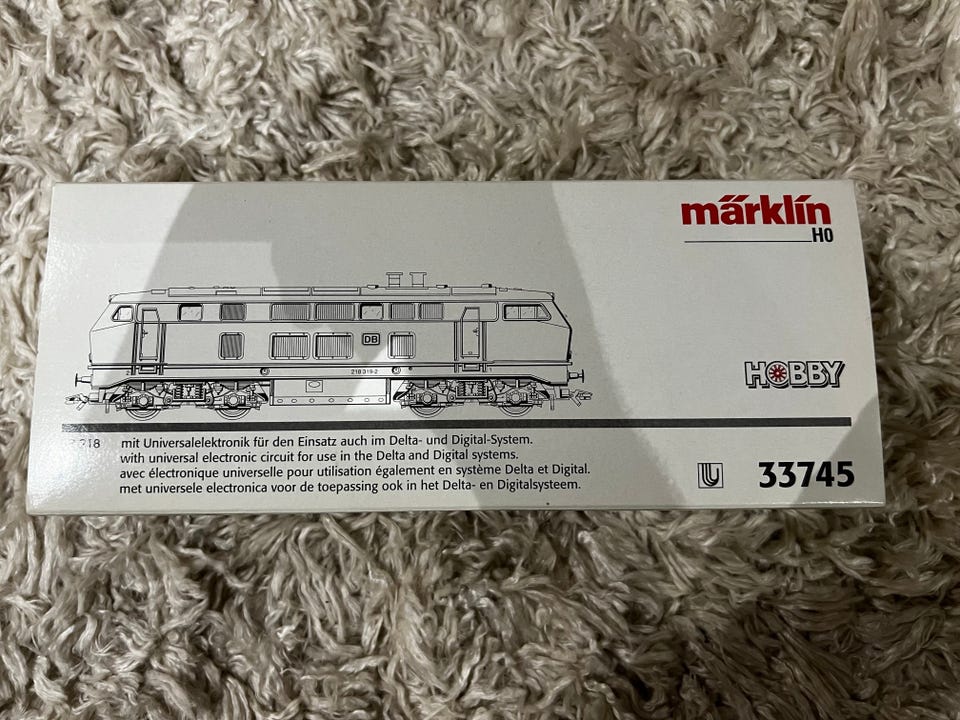 märklin
H0
DB
218 319-2
HOBBY
218 mit Universalelektronik für den Einsatz auch im Delta- und Digital-System.
with universal electronic circuit for use in the Delta and Digital systems.
avec électronique universelle pour utilisation également en système Delta et Digital.
met universele electronica voor de toepassing ook in het Delta- en Digitalsysteem.
U
33745